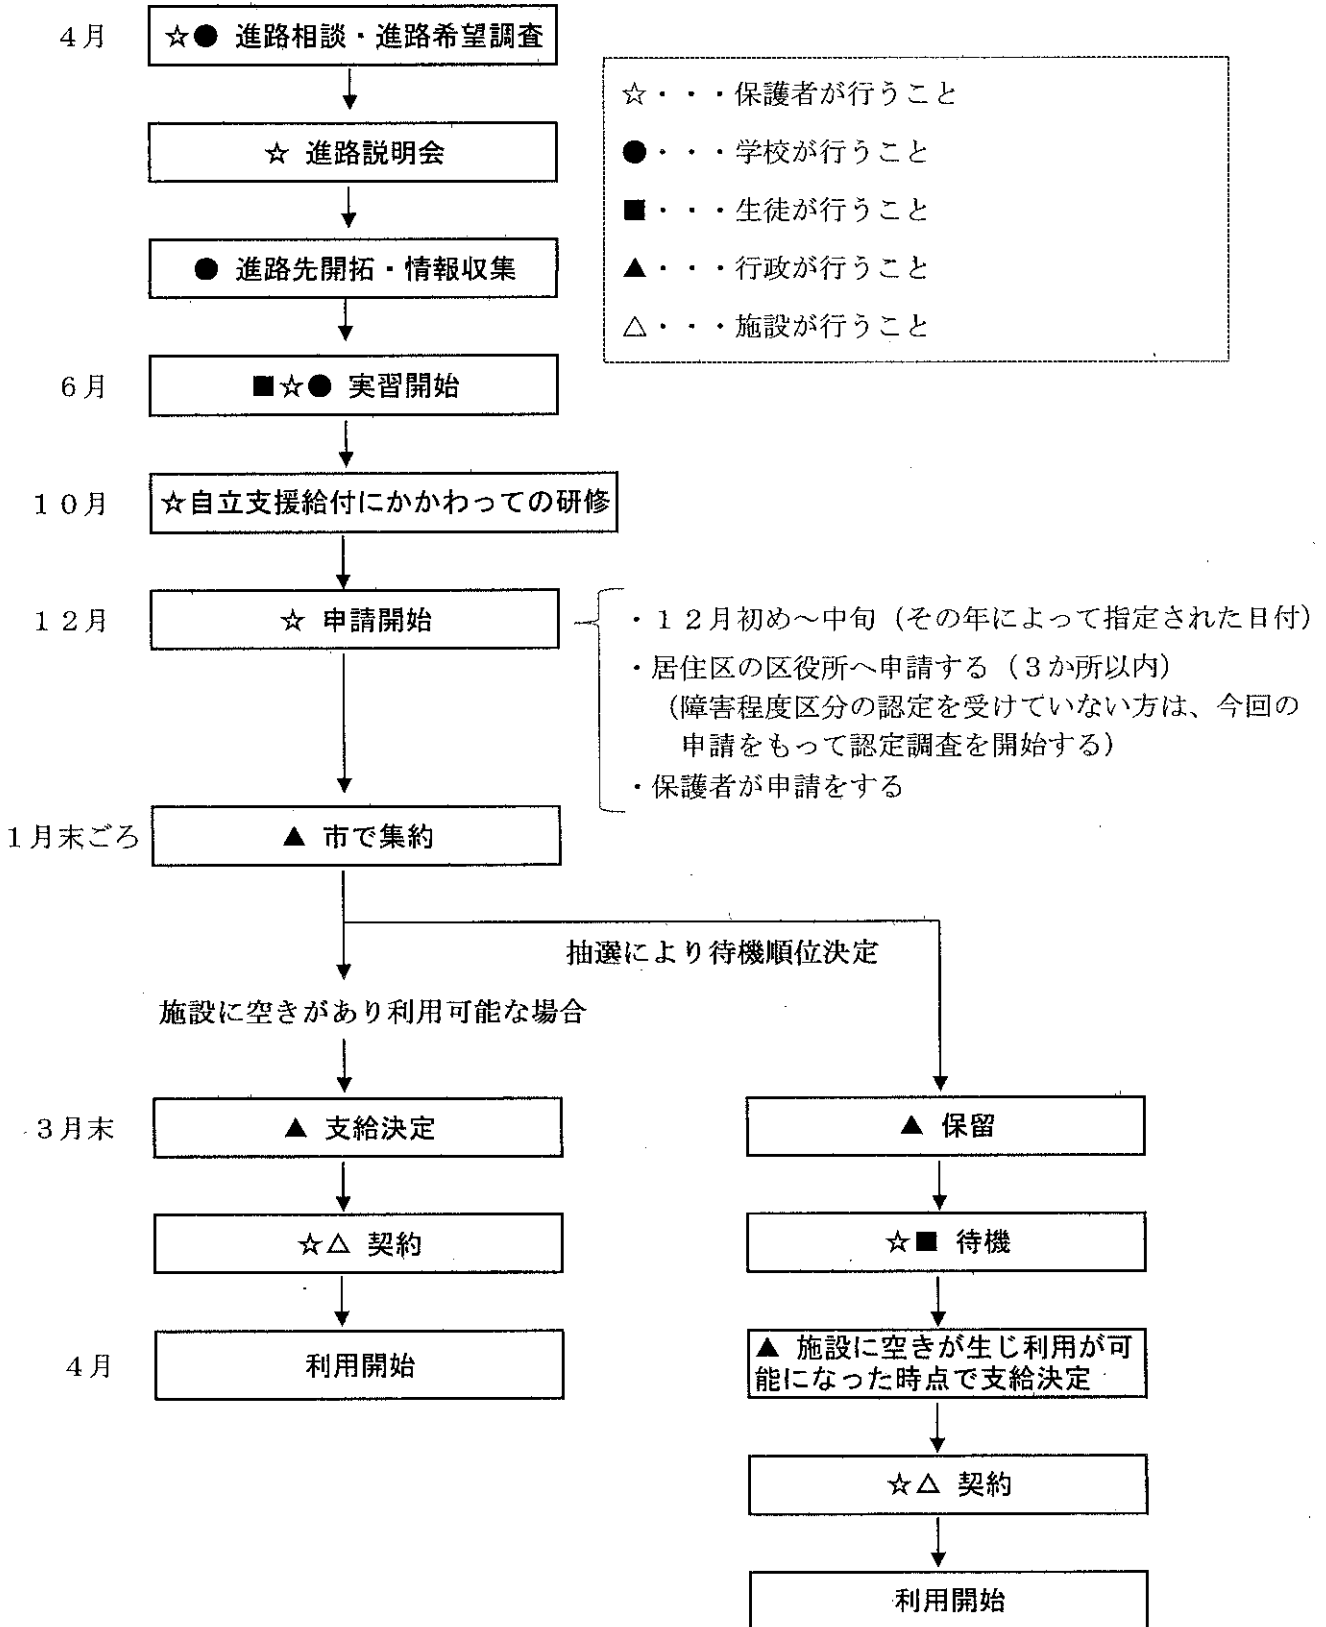 4月
☆● 進路相談・進路希望調査
☆・・・保護者が行うこと
●・・・学校が行うこと
■・・・生徒が行うこと
▲・・・行政が行うこと
△・・・施設が行うこと
☆ 進路説明会
● 進路先開拓・情報収集
6月
■☆● 実習開始
10月
☆自立支援給付にかかわっての研修
12月
☆ 申請開始
・12月初め～中旬（その年によって指定された日付）
・居住区の区役所へ申請する（3か所以内）
（障害程度区分の認定を受けていない方は、今回の
申請をもって認定調査を開始する）
・保護者が申請をする
1月末ごろ
▲ 市で集約
抽選により待機順位決定
施設に空きがあり利用可能な場合
3月末
▲ 支給決定
☆△ 契約
4月
利用開始
▲ 保留
☆■ 待機
▲ 施設に空きが生じ利用が可
能になった時点で支給決定
☆△ 契約
利用開始